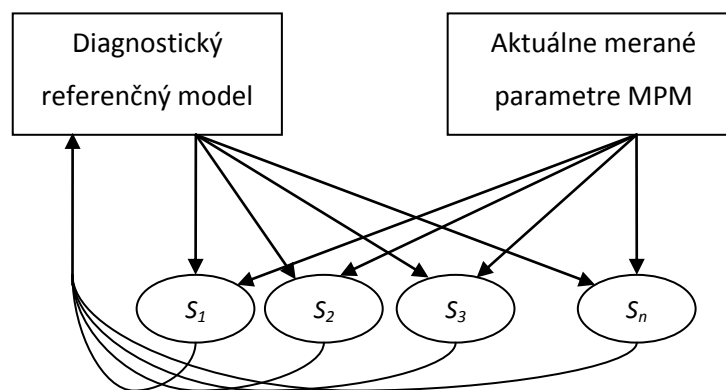 Diagnostický
referenčný model
Aktuálne merané
parametre MPM
S1
S2
S3
Sn